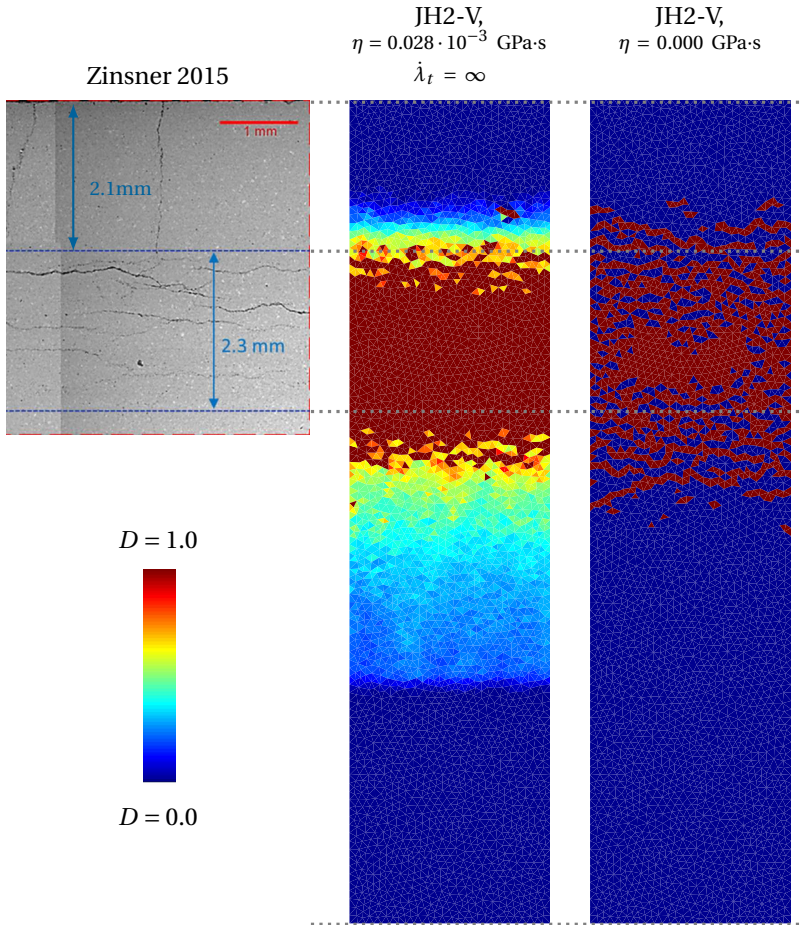 Zinsner 2015
JH2-V,
η = 0.028 · 10⁻³ GPa·s
λ̇ₜ = ∞
JH2-V,
η = 0.000 GPa·s
1 mm
2.1mm
2.3 mm
D = 1.0
D = 0.0